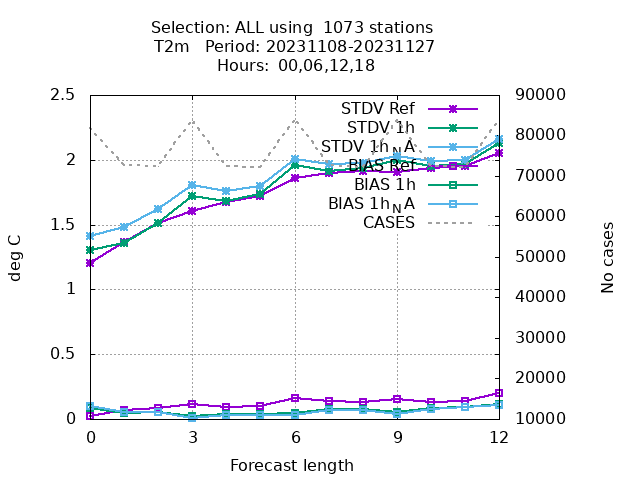 Selection: ALL using  1073 stations
T2m   Period: 20231108-20231127
Hours:  00,06,12,18
2.5
2
1.5
1
0.5
0
90000
80000
70000
60000
50000
40000
30000
20000
10000
deg C
No cases
STDV Ref
STDV 1h
STDV 1h_NA
BIAS Ref
BIAS 1h
BIAS 1h_NA
CASES
0 3 6 9 12
Forecast length